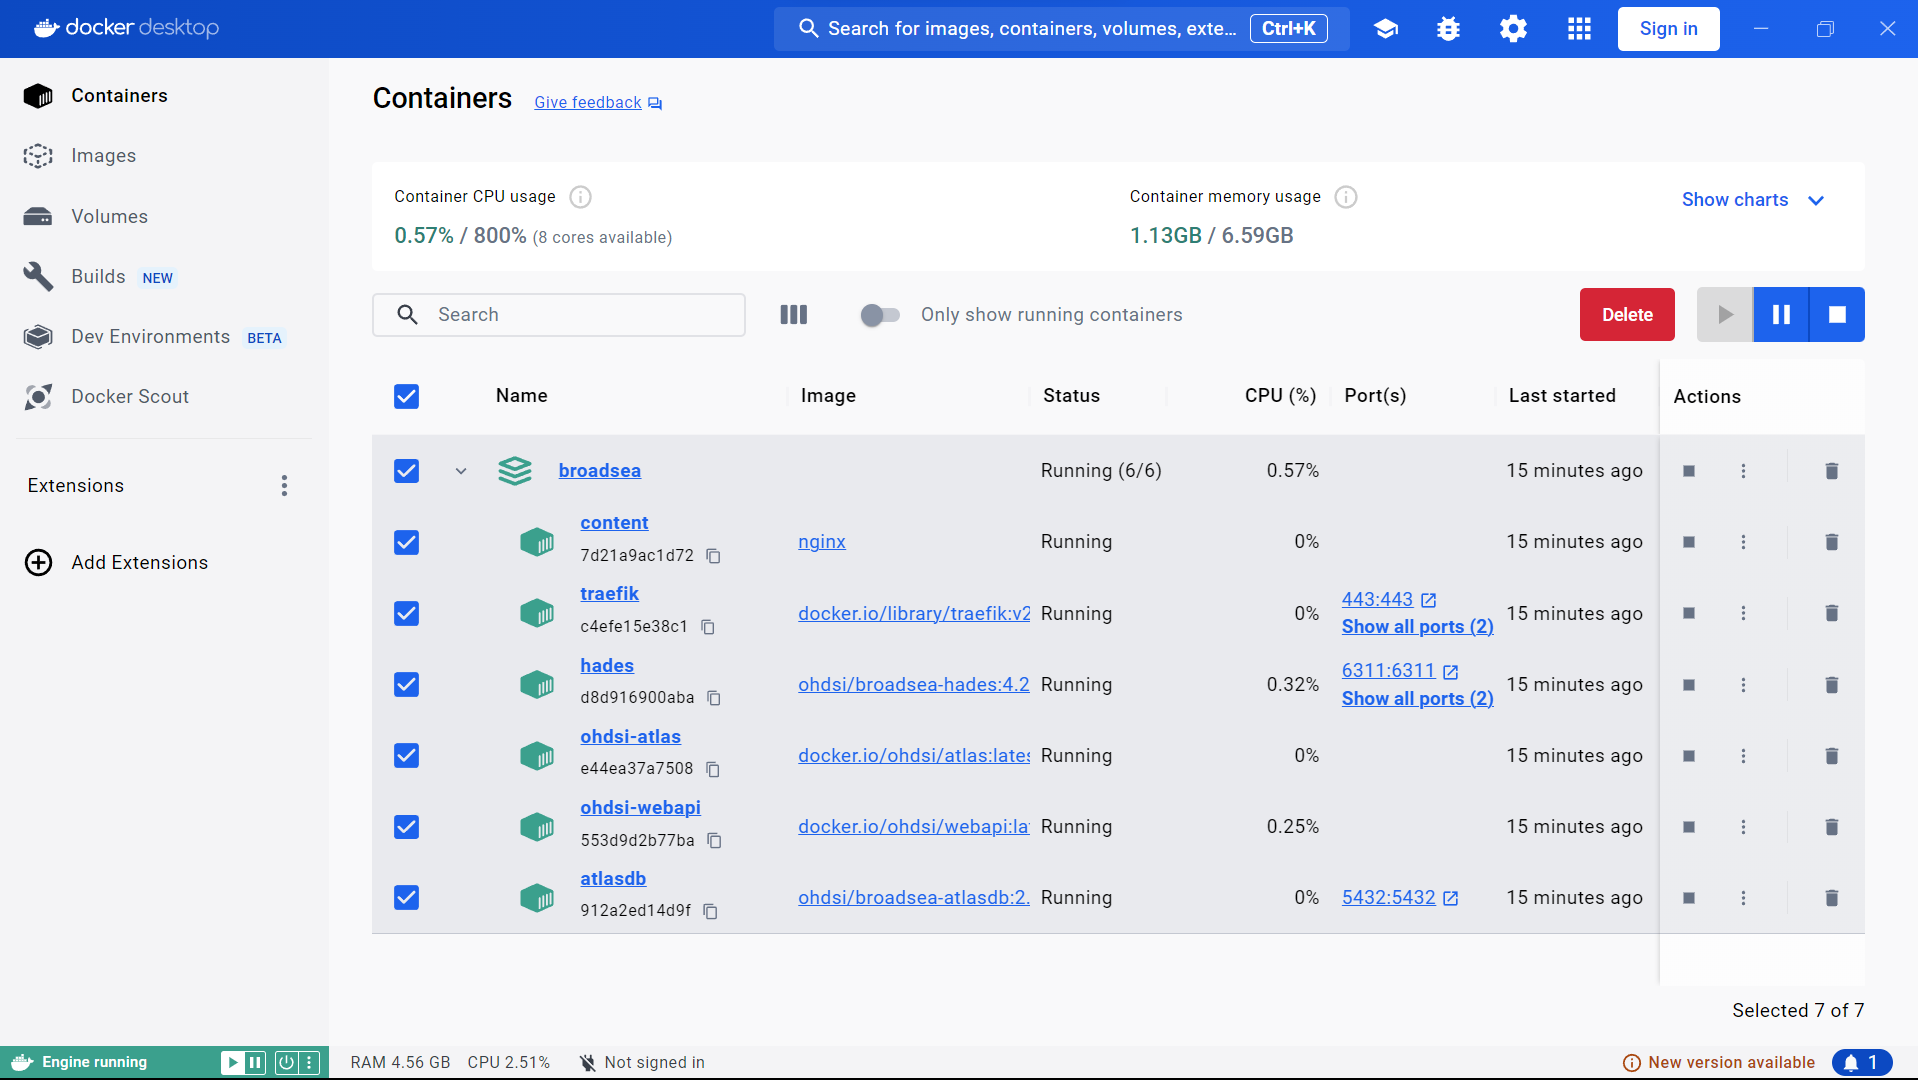 docker desktop
Search for images, containers, volumes, exte... Ctrl+K
Sign in
Containers
Images
Volumes
Builds NEW
Dev Environments BETA
Docker Scout
Extensions
Add Extensions
Containers Give feedback
Container CPU usage
0.57% / 800% (8 cores available)
Container memory usage
1.13GB / 6.59GB
Show charts
Search
Only show running containers
Delete
Name Image Status CPU (%) Port(s) Last started Actions
broadsea Running (6/6) 0.57% 15 minutes ago
content
7d21a9ac1d72
nginx Running 0% 15 minutes ago
traefik
c4efe15e38c1
docker.io/library/traefik:v2 Running 0% 443:443
Show all ports (2)
15 minutes ago
hades
d8d916900aba
ohdsi/broadsea-hades:4.2 Running 0.32% 6311:6311
Show all ports (2)
15 minutes ago
ohdsi-atlas
e44ea37a7508
docker.io/ohdsi/atlas:lates Running 0% 15 minutes ago
ohdsi-webapi
553d9d2b77ba
docker.io/ohdsi/webapi:la Running 0.25% 15 minutes ago
atlasdb
912a2ed14d9f
ohdsi/broadsea-atlasdb:2. Running 0% 5432:5432 15 minutes ago
Selected 7 of 7
Engine running
RAM 4.56 GB CPU 2.51% Not signed in
New version available 1